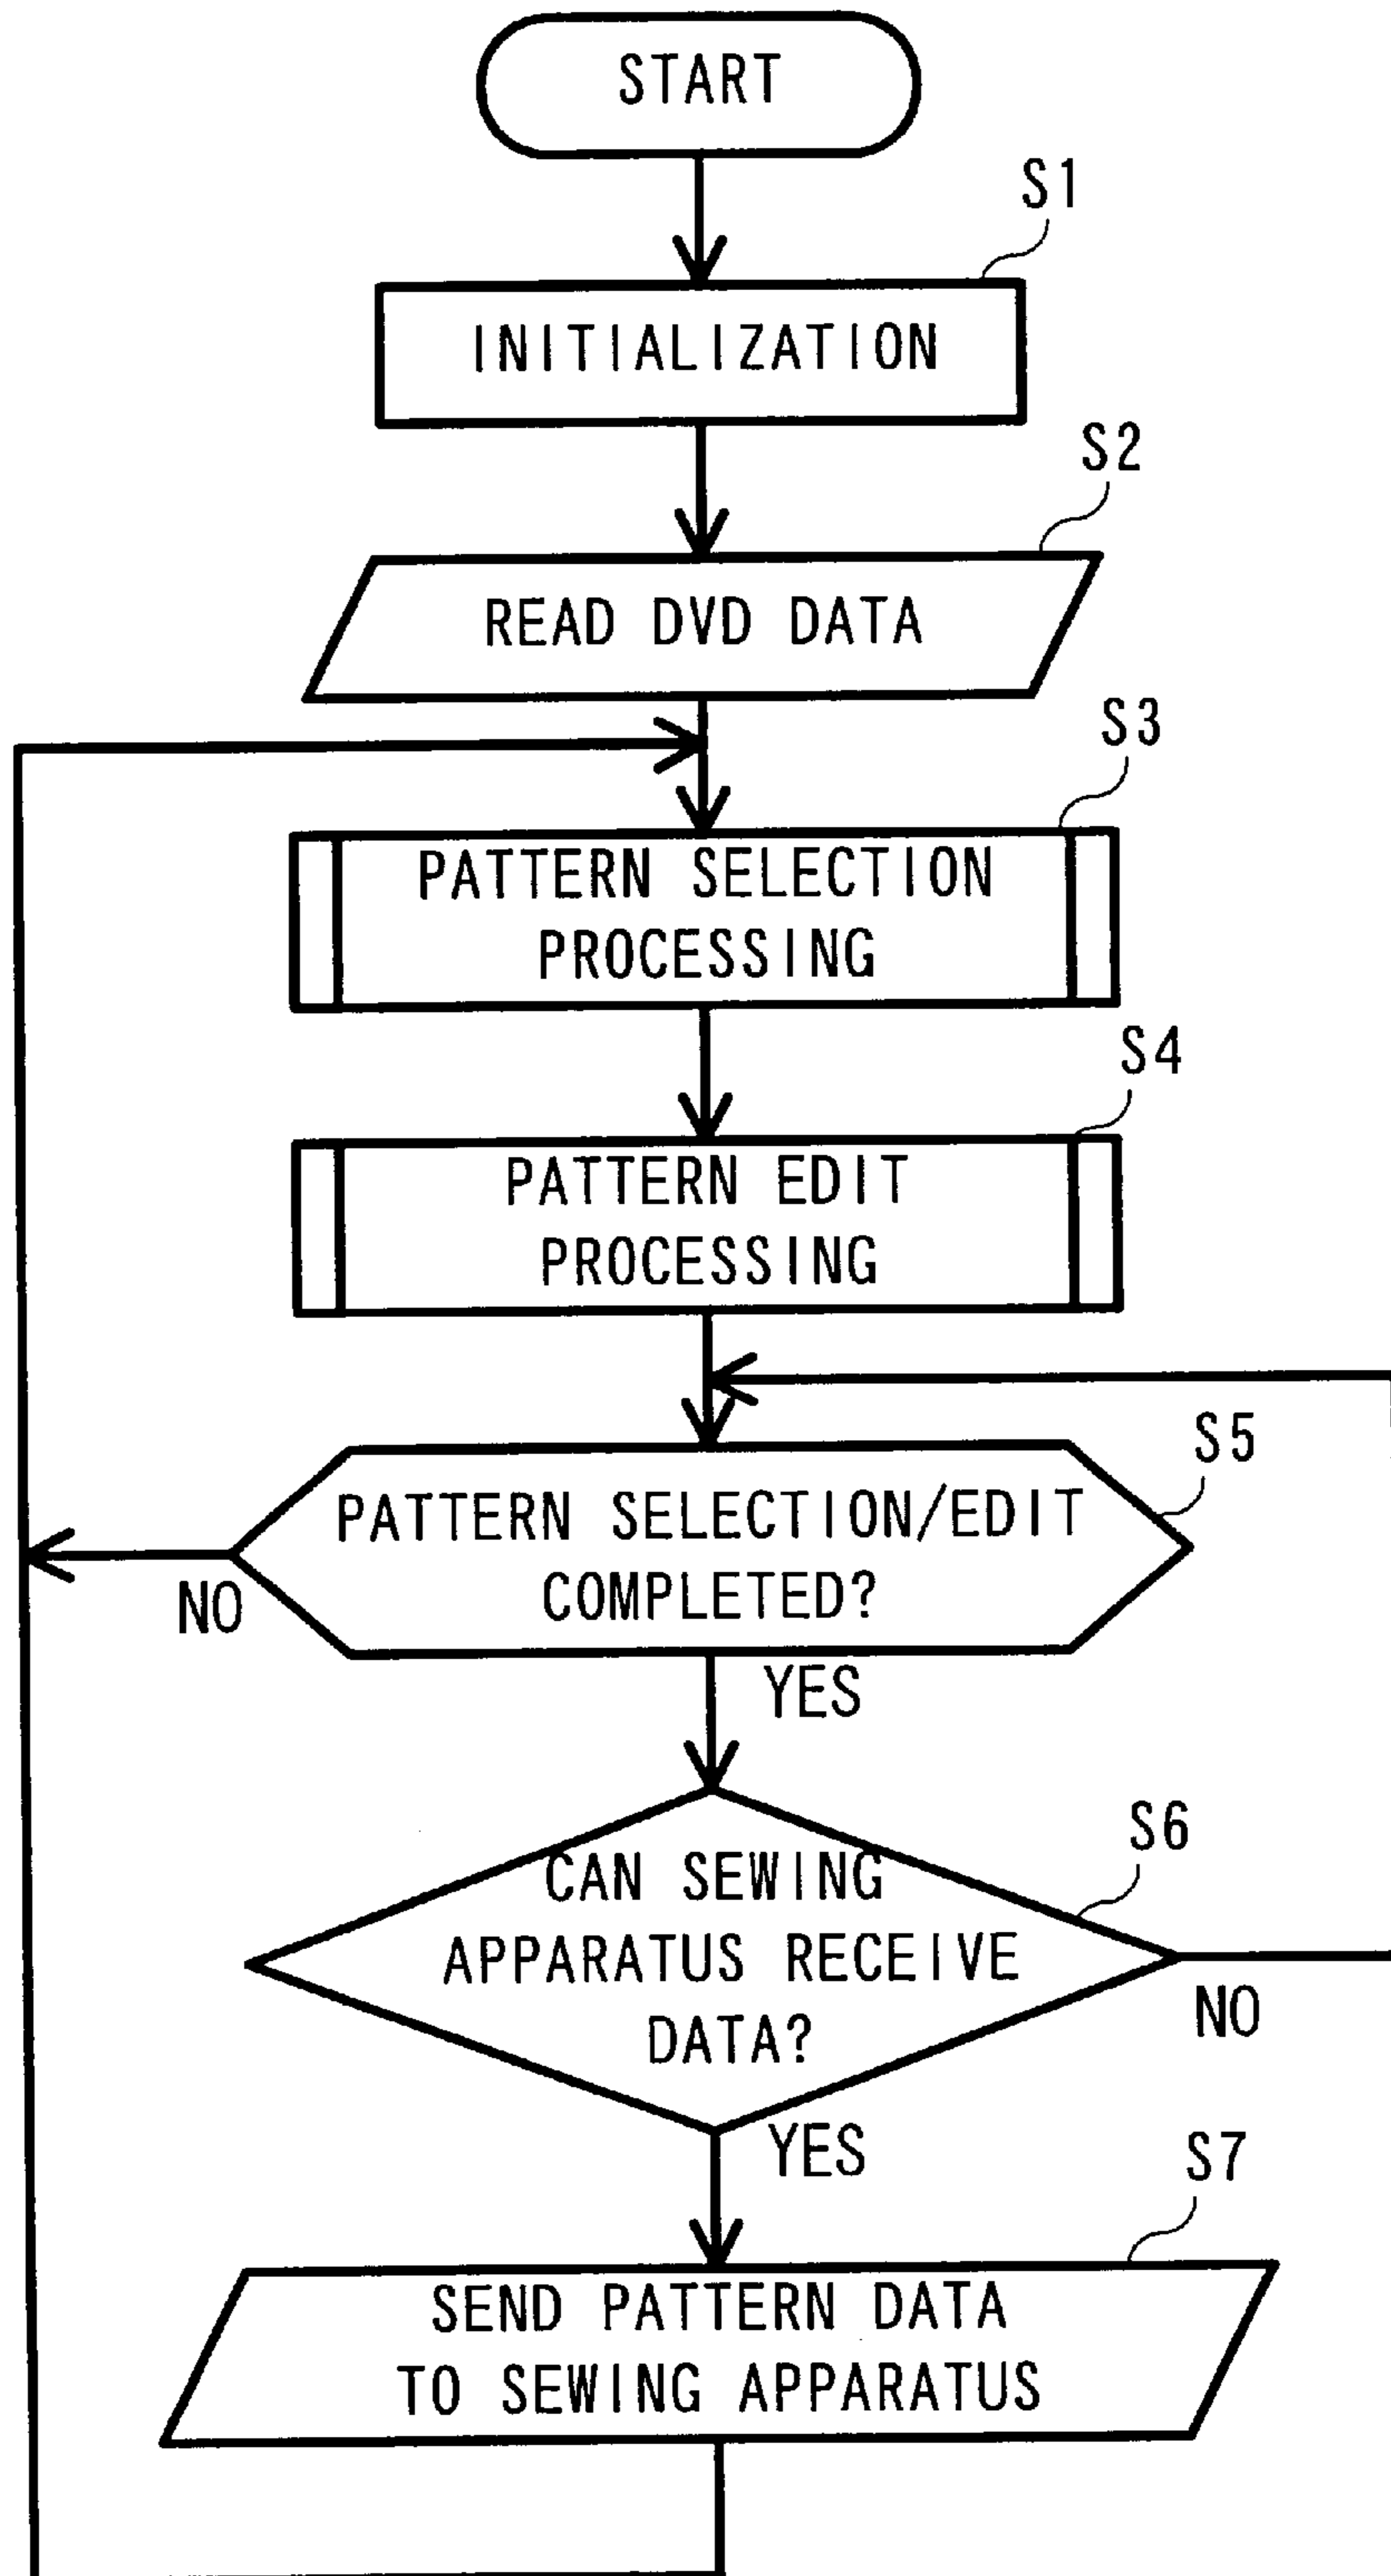 START
S1
INITIALIZATION
S2
READ DVD DATA
S3
PATTERN SELECTION
PROCESSING
S4
PATTERN EDIT
PROCESSING
S5
PATTERN SELECTION/EDIT
COMPLETED?
NO
YES
S6
CAN SEWING
APPARATUS RECEIVE
DATA?
NO
YES
S7
SEND PATTERN DATA
TO SEWING APPARATUS